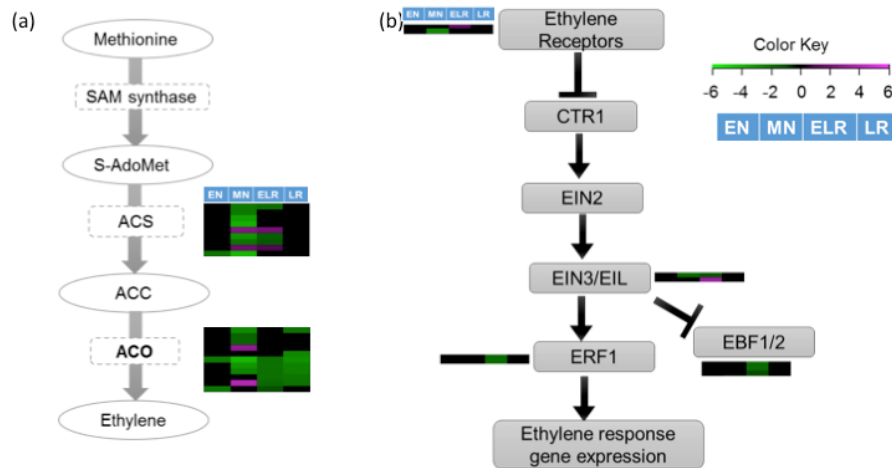 (a)
Methionine
SAM synthase
S-AdoMet
EN MN ELR LR
ACS
ACC
ACO
Ethylene
(b)
EN MN ELR LR
Ethylene
Receptors
CTR1
EIN2
EIN3/EIL
EBF1/2
ERF1
Ethylene response
gene expression
Color Key
-6 -4 -2 0 2 4 6
EN MN ELR LR